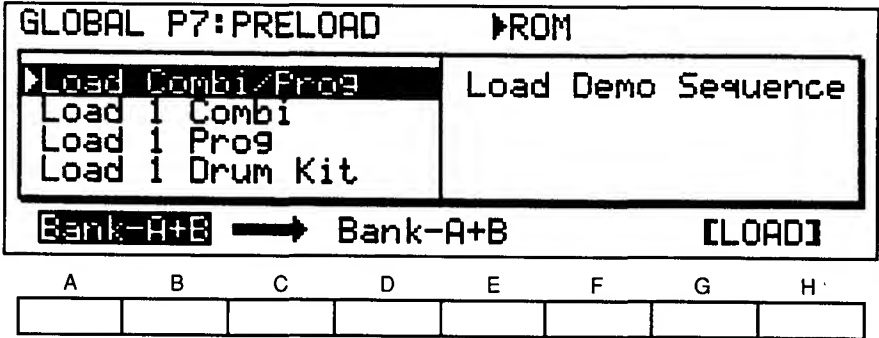 GLOBAL P7:PRELOAD ▶ROM
▶Load Combi/Prog
Load 1 Combi
Load 1 Prog
Load 1 Drum Kit
Load Demo Sequence
Bank-A+B → Bank-A+B [LOAD]
A B C D E F G H